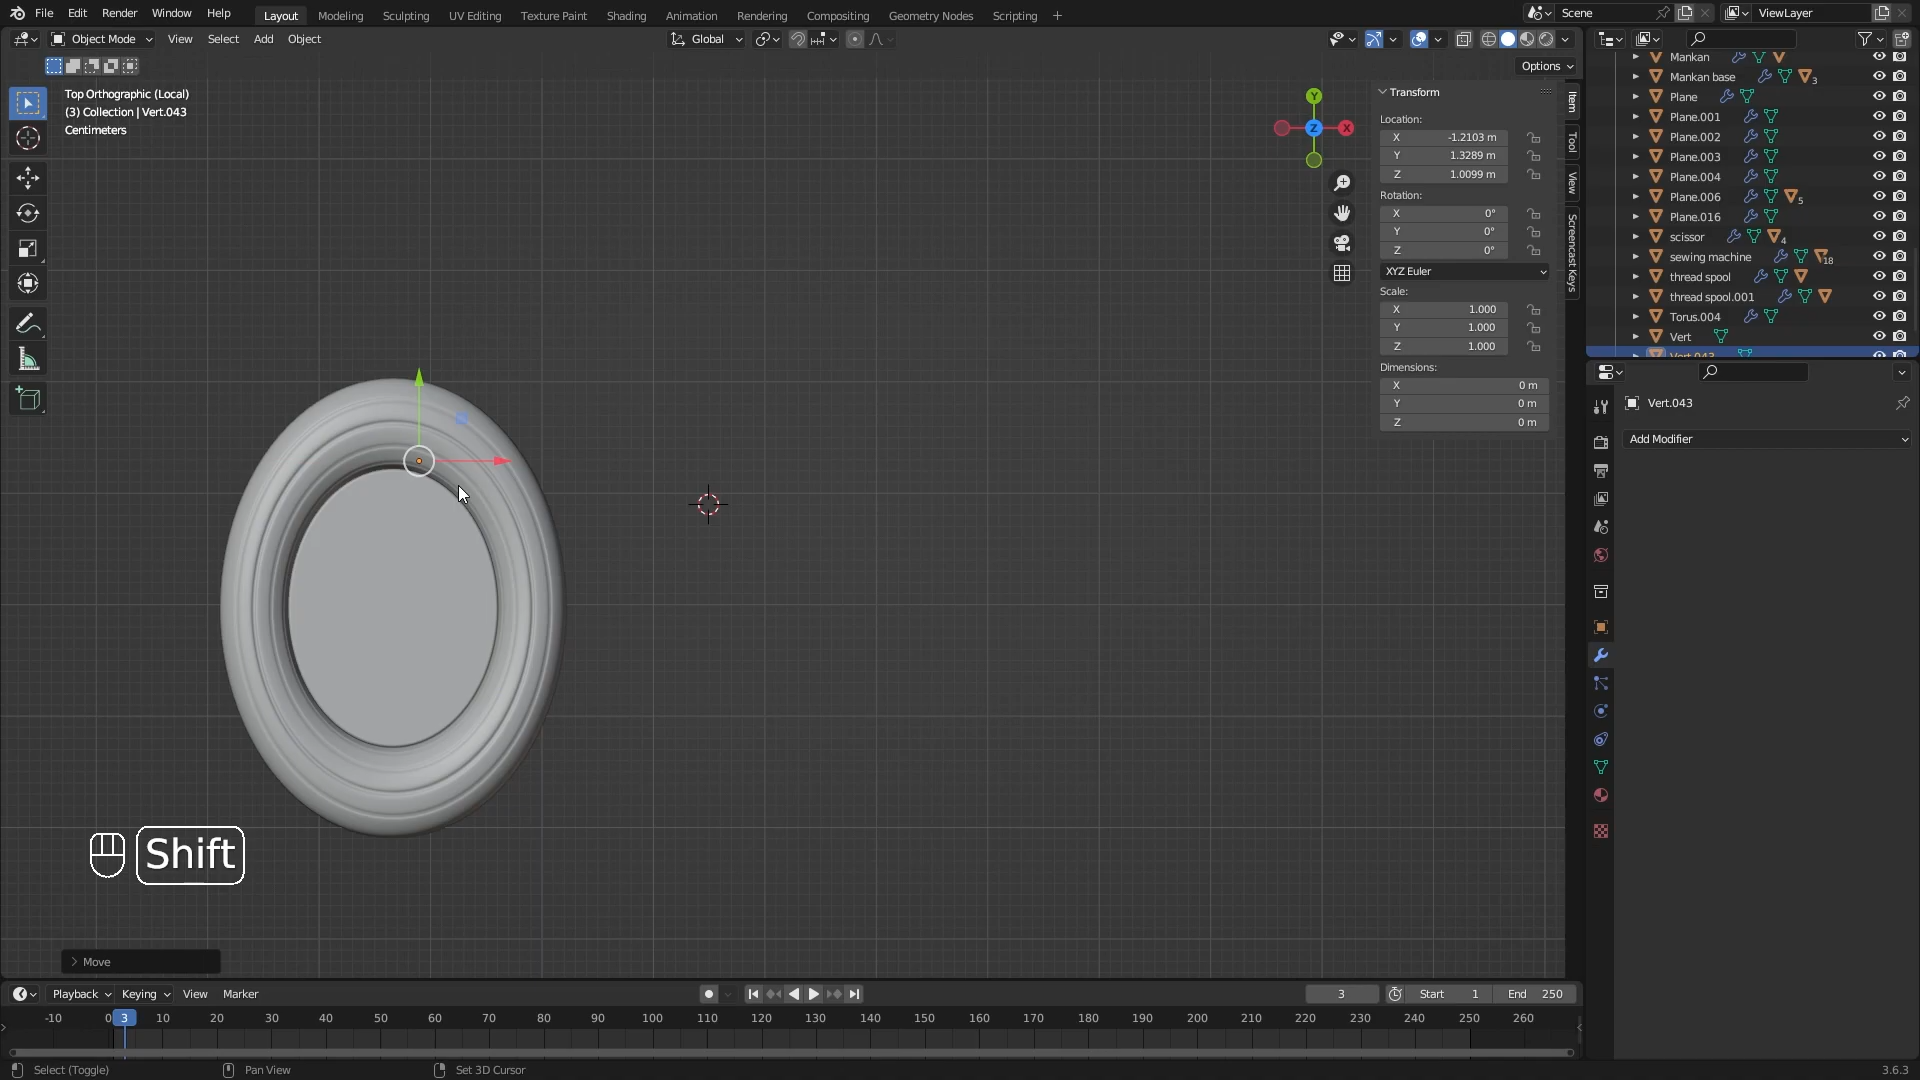 File Edit Render Window Help Layout Modeling Sculpting UV Editing Texture Paint Shading Animation Rendering Compositing Geometry Nodes Scripting + Scene ViewLayer
Object Mode View Select Add Object Global
Options
Top Orthographic (Local)
(3) Collection | Vert.043
Centimeters
Y
X
Z
Transform
Location:
X -1.2103 m
Y 1.3289 m
Z 1.0099 m
Rotation:
X 0°
Y 0°
Z 0°
XYZ Euler
Scale:
X 1.000
Y 1.000
Z 1.000
Dimensions:
X 0 m
Y 0 m
Z 0 m
Item
Tool
View
Screencast Keys
Mankan
Mankan base 3
Plane
Plane.001
Plane.002
Plane.003
Plane.004
Plane.006 5
Plane.016
scissor 4
sewing machine 18
thread spool
thread spool.001
Torus.004
Vert
Vert.043
Vert.043
Add Modifier
Shift
Move
Playback Keying View Marker 3 Start 1 End 250
-10 0 3 10 20 30 40 50 60 70 80 90 100 110 120 130 140 150 160 170 180 190 200 210 220 230 240 250 260
Select (Toggle) Pan View Set 3D Cursor 3.6.3